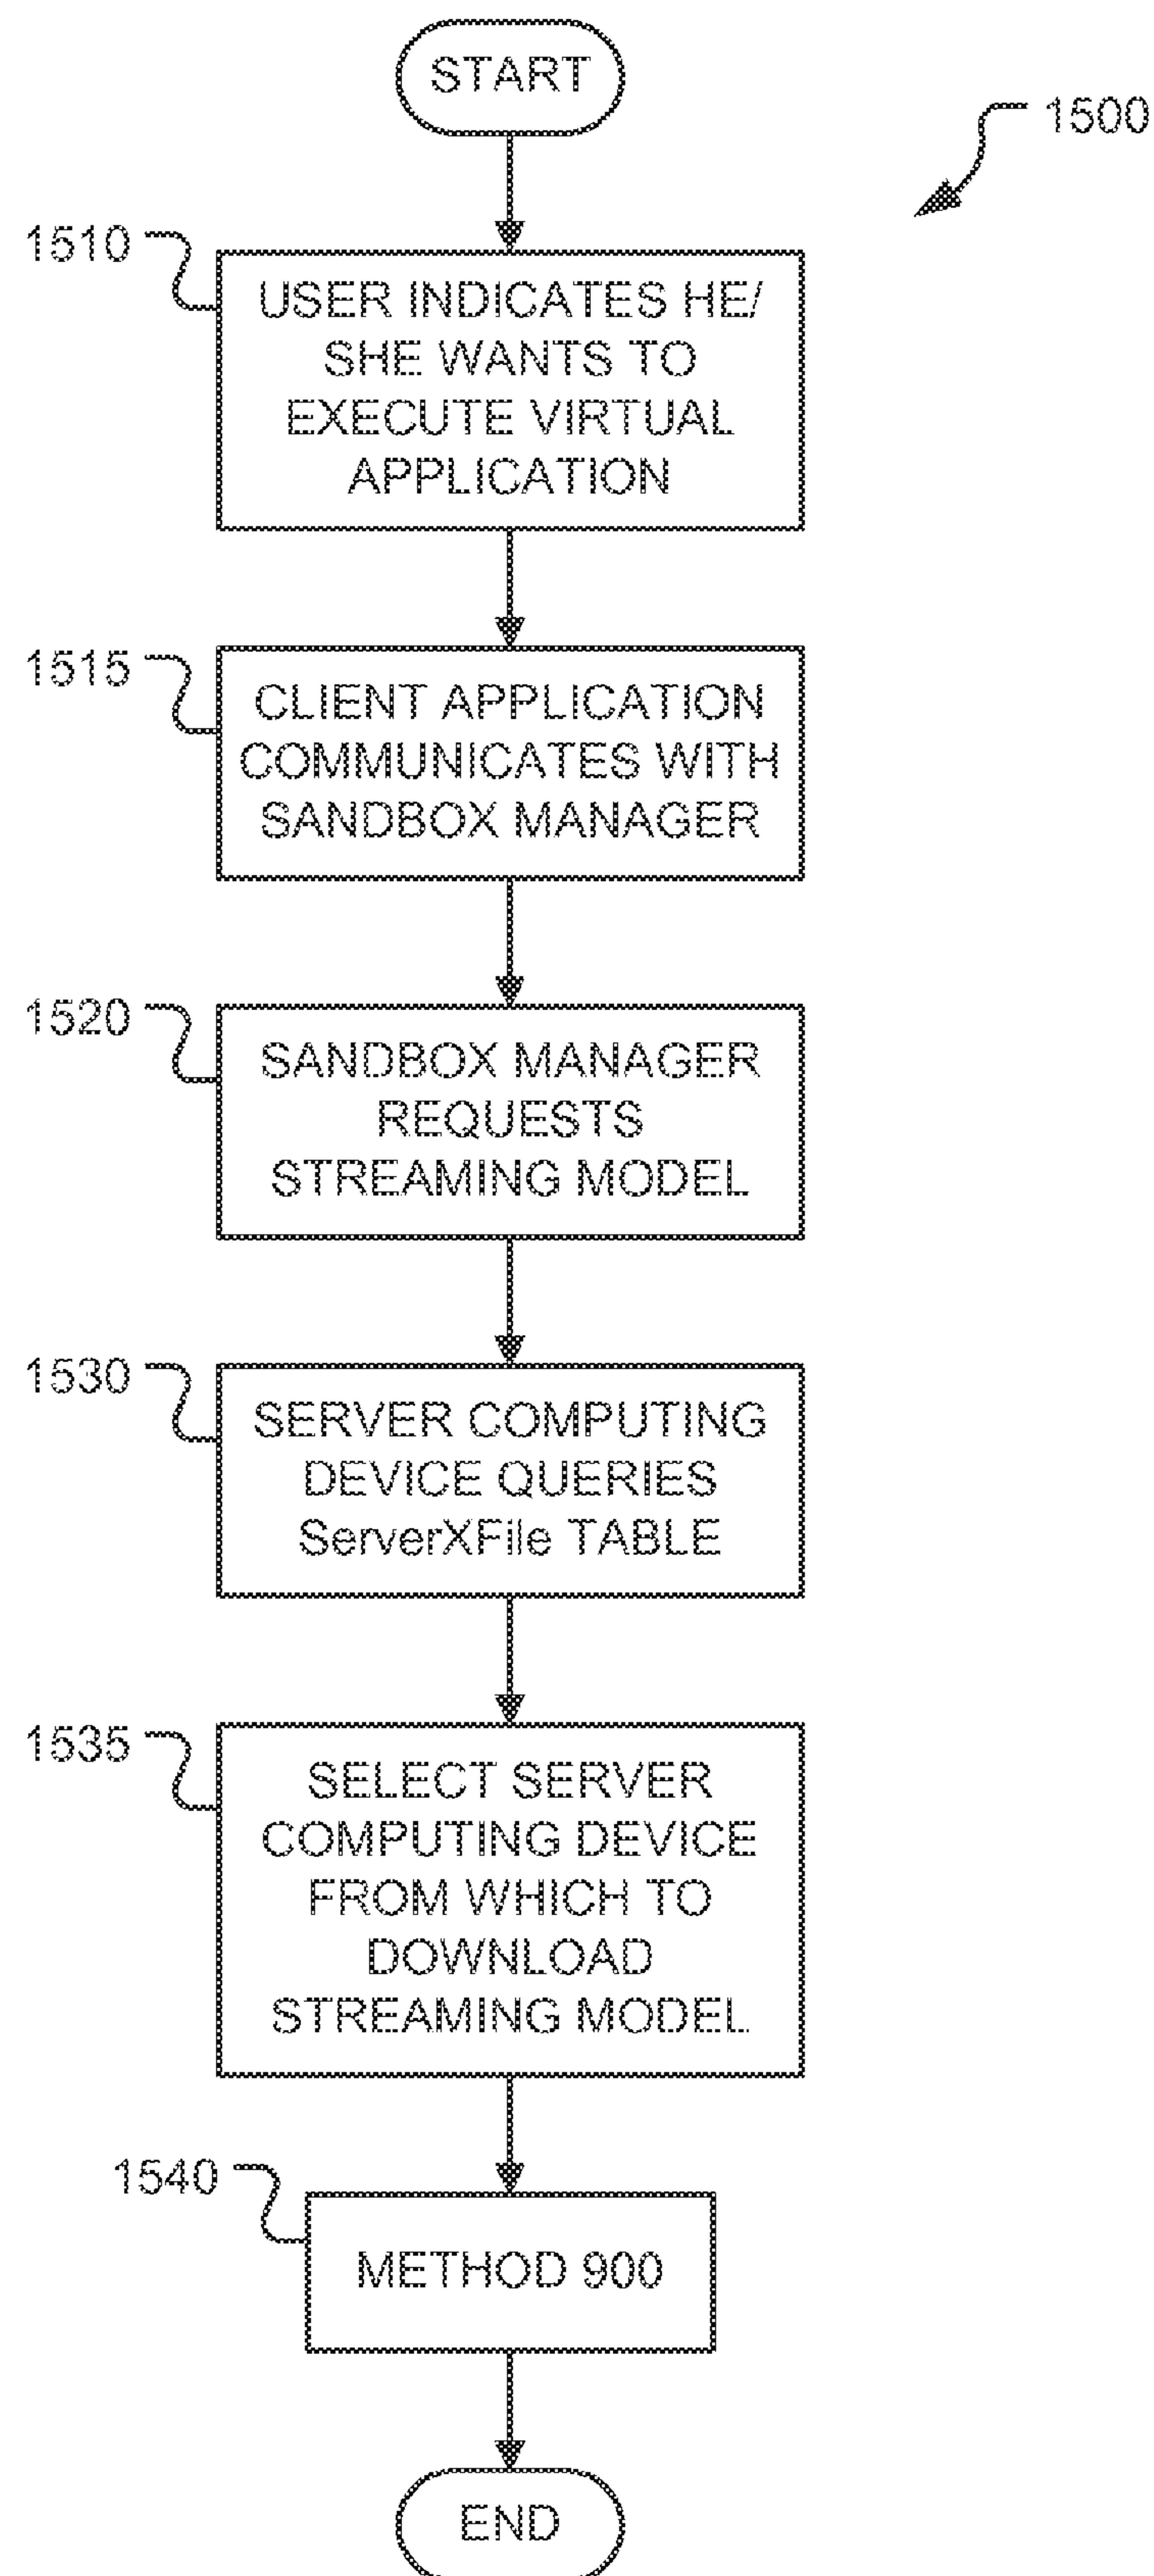 START
1500
1510
USER INDICATES HE/
SHE WANTS TO
EXECUTE VIRTUAL
APPLICATION
1515
CLIENT APPLICATION
COMMUNICATES WITH
SANDBOX MANAGER
1520
SANDBOX MANAGER
REQUESTS
STREAMING MODEL
1530
SERVER COMPUTING
DEVICE QUERIES
ServerXFile TABLE
1535
SELECT SERVER
COMPUTING DEVICE
FROM WHICH TO
DOWNLOAD
STREAMING MODEL
1540
METHOD 900
END